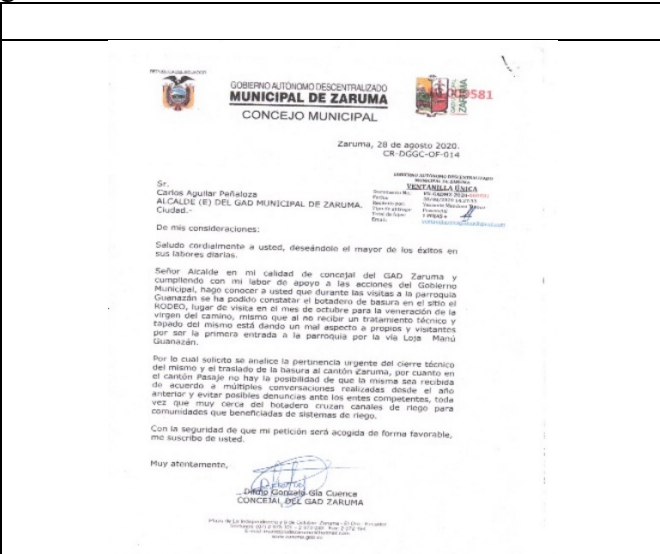 GOBIERNO AUTÓNOMO DESCENTRALIZADO
MUNICIPAL DE ZARUMA
CONCEJO MUNICIPAL
GAD MUNICIPAL
ZARUMA
581
Zaruma, 28 de agosto 2020.
CR-DGGC-OF-014
GOBIERNO AUTÓNOMO DESCENTRALIZADO
MUNICIPAL DE ZARUMA
VENTANILLA ÚNICA
Sr.
Carlos Aguilar Peñaloza
ALCALDE (E) DEL GAD MUNICIPAL DE ZARUMA.
Ciudad.-
De mis consideraciones:
Saludo cordialmente a usted, deseándole el mayor de los éxitos en
sus labores diarias.
Señor Alcalde en mi calidad de concejal del GAD Zaruma y
cumpliendo con mi labor de apoyo a las acciones del Gobierno
Municipal, hago conocer a usted que durante las visitas a la parroquia
Guanazán se ha podido constatar el botadero de basura en el sitio el
RODEO, lugar de visita en el mes de octubre para la veneración de la
virgen del camino, mismo que al no recibir un tratamiento técnico y
tapado del mismo está dando un mal aspecto a propios y visitantes
por ser la primera entrada a la parroquia por la vía Loja Manú
Guanazán.
Por lo cual solicito se analice la pertinencia urgente del cierre técnico
del mismo y el traslado de la basura al cantón Zaruma, por cuanto en
el cantón Pasaje no hay la posibilidad de que la misma sea recibida
de acuerdo a múltiples conversaciones realizadas desde el año
anterior y evitar posibles denuncias ante los entes competentes, toda
vez que muy cerca del botadero cruzan canales de riego para
comunidades que beneficiadas de sistemas de riego.
Con la seguridad de que mi petición será acogida de forma favorable,
me suscribo de usted.
Muy atentamente,
Gonzalo Gia Cuenca
CONCEJAL DEL GAD ZARUMA